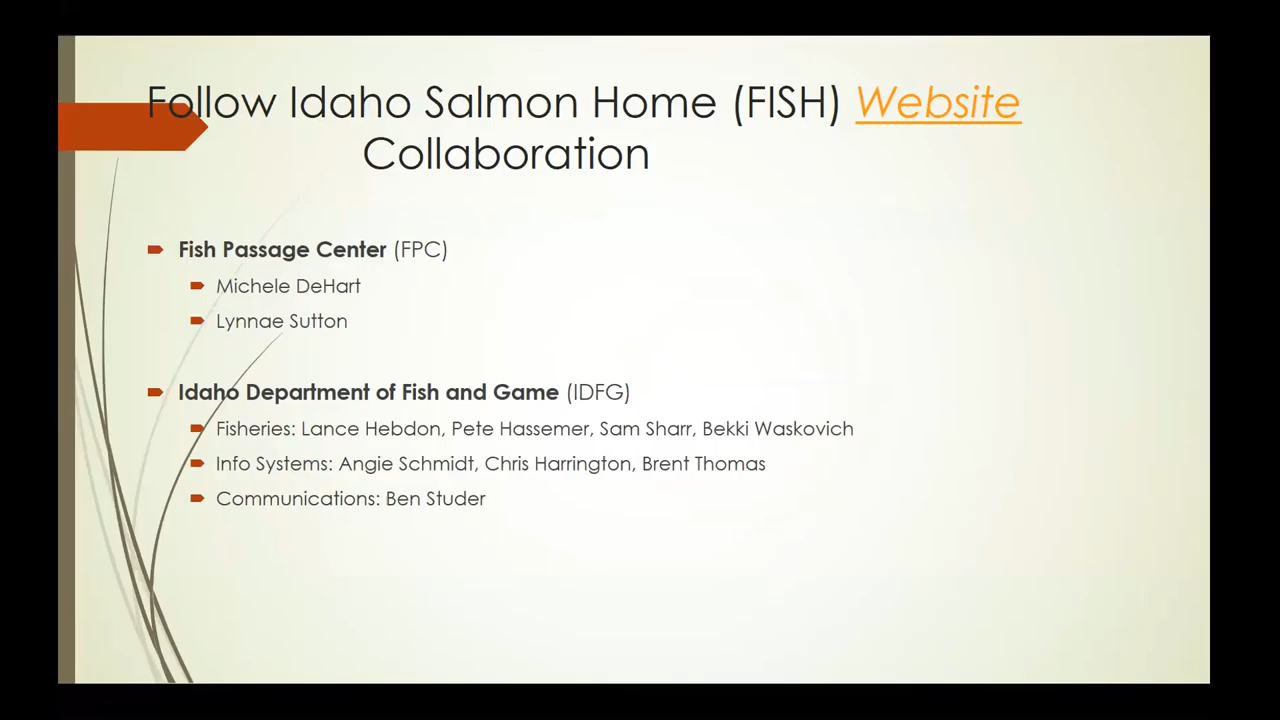 Follow Idaho Salmon Home (FISH) Website
Collaboration
Fish Passage Center (FPC)
Michele DeHart
Lynnae Sutton
Idaho Department of Fish and Game (IDFG)
Fisheries: Lance Hebdon, Pete Hassemer, Sam Sharr, Bekki Waskovich
Info Systems: Angie Schmidt, Chris Harrington, Brent Thomas
Communications: Ben Studer